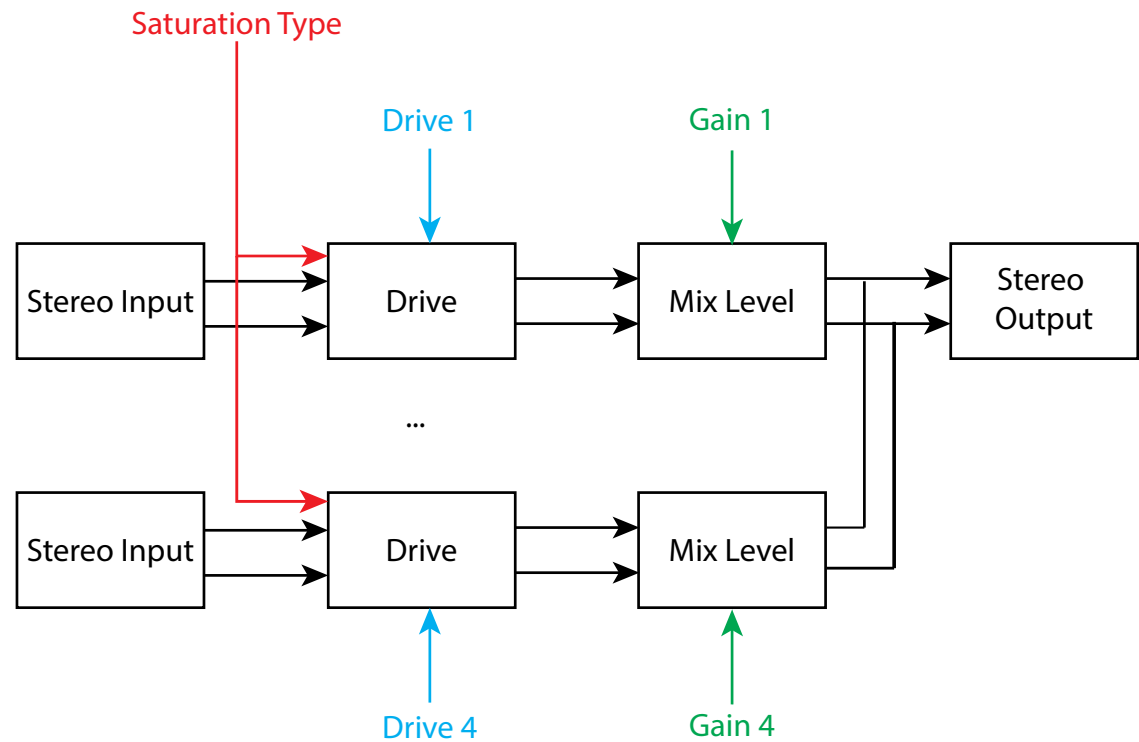 Saturation Type
Drive 1
Gain 1
Stereo Input
Drive
Mix Level
Stereo
Output
...
Stereo Input
Drive
Mix Level
Drive 4
Gain 4